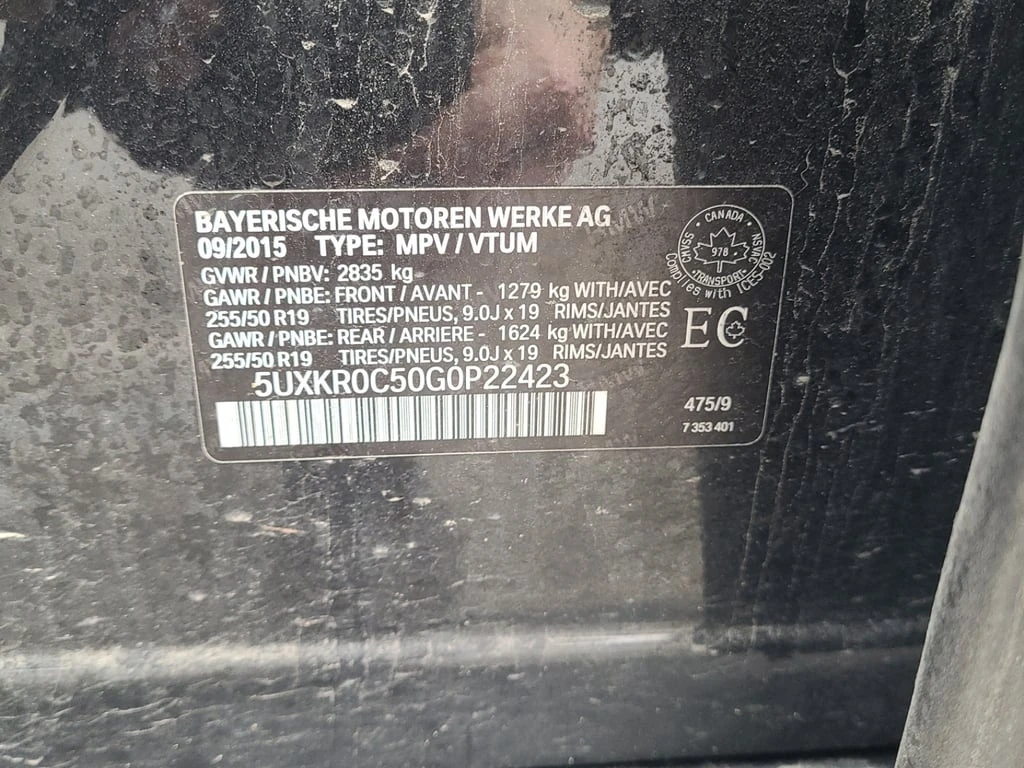 BAYERISCHE MOTOREN WERKE AG
09/2015 TYPE: MPV / VTUM
GVWR / PNBV: 2835 kg
GAWR / PNBE: FRONT / AVANT - 1279 kg WITH/AVEC
255/50 R19 TIRES/PNEUS, 9.0J x 19 RIMS/JANTES
GAWR / PNBE: REAR / ARRIERE - 1624 kg WITH/AVEC
255/50 R19 TIRES/PNEUS, 9.0J x 19 RIMS/JANTES
5UXKR0C50G0P22423
CANADA
CMVSS
NSVAC
978
TRANSPORT
Complies with ICES-002
EC
475/9
7 353 401